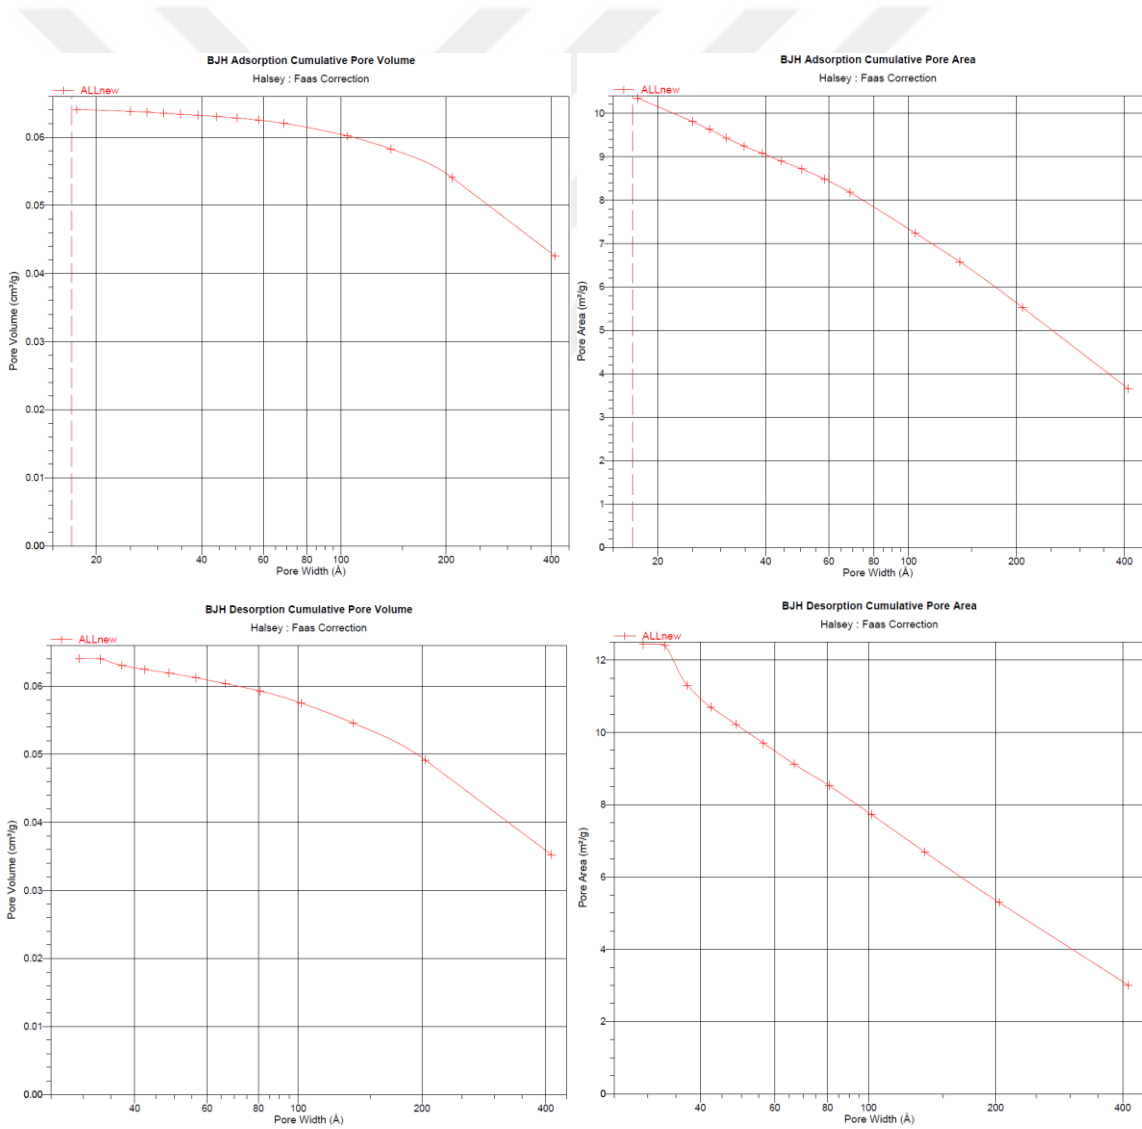 BJH Adsorption Cumulative Pore Volume
Halsey : Faas Correction
ALLnew
Pore Volume (cm³/g)
0.06
0.05
0.04
0.03
0.02
0.01
0.00
20 40 60 80 100 200 400
Pore Width (Å)
BJH Adsorption Cumulative Pore Area
Halsey : Faas Correction
ALLnew
Pore Area (m²/g)
10
9
8
7
6
5
4
3
2
1
0
20 40 60 80 100 200 400
Pore Width (Å)
BJH Desorption Cumulative Pore Volume
Halsey : Faas Correction
ALLnew
Pore Volume (cm³/g)
0.06
0.05
0.04
0.03
0.02
0.01
0.00
40 60 80 100 200 400
Pore Width (Å)
BJH Desorption Cumulative Pore Area
Halsey : Faas Correction
ALLnew
Pore Area (m²/g)
12
10
8
6
4
2
0
40 60 80 100 200 400
Pore Width (Å)